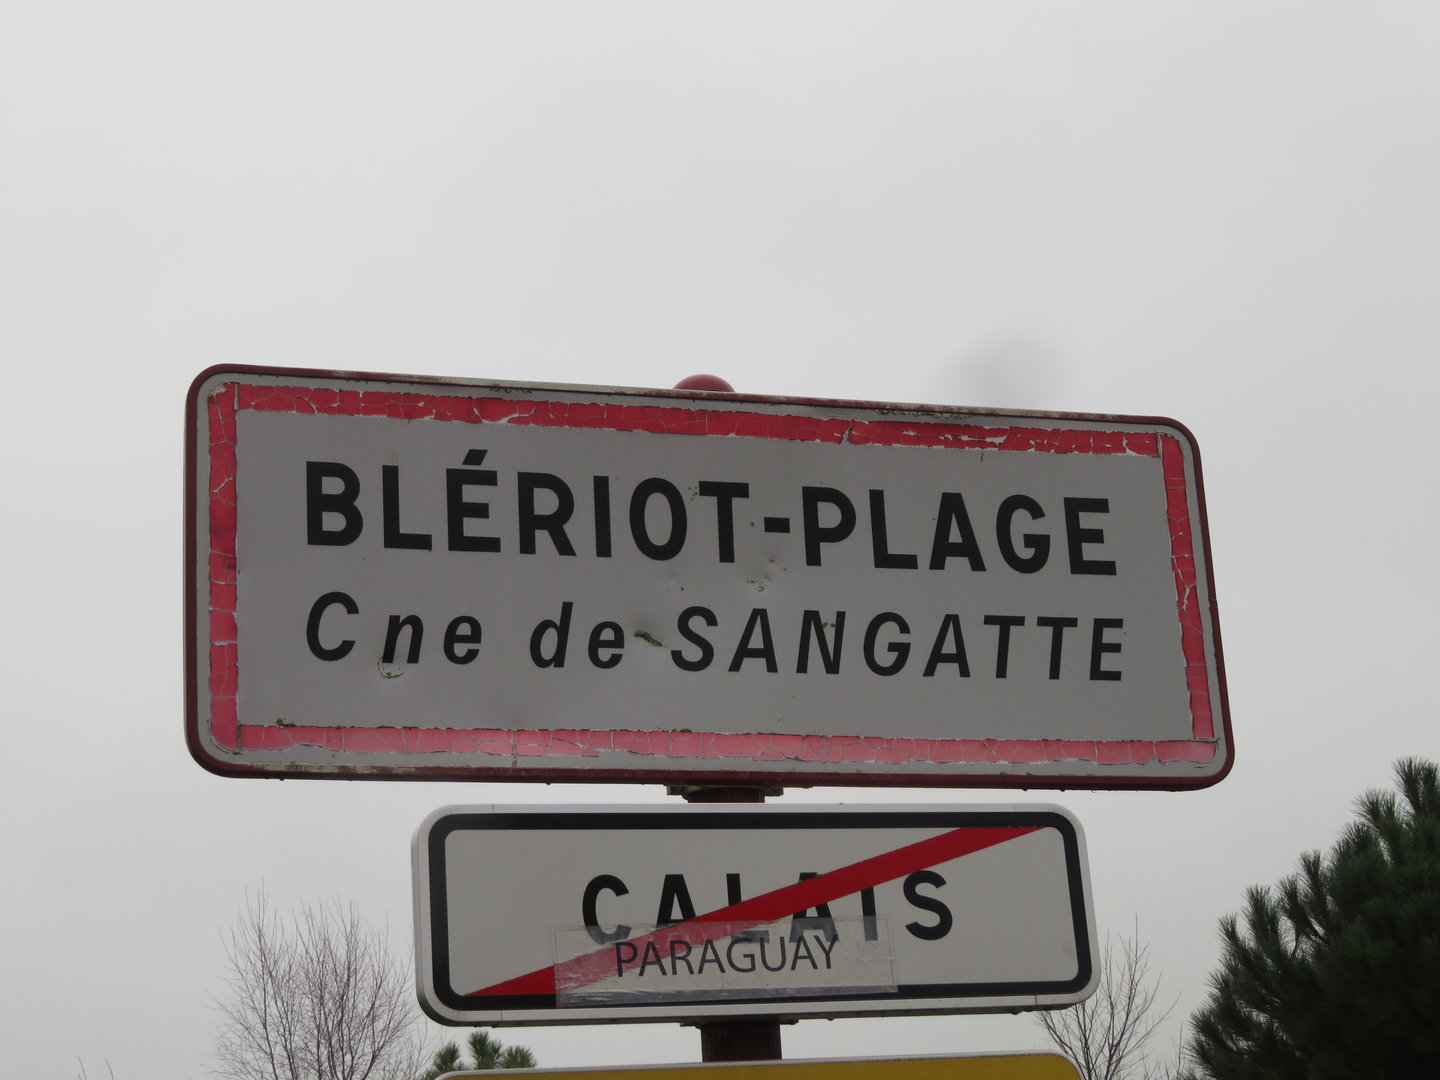 BLÉRIOT-PLAGE
Cne de SANGATTE
CALAIS
PARAGUAY